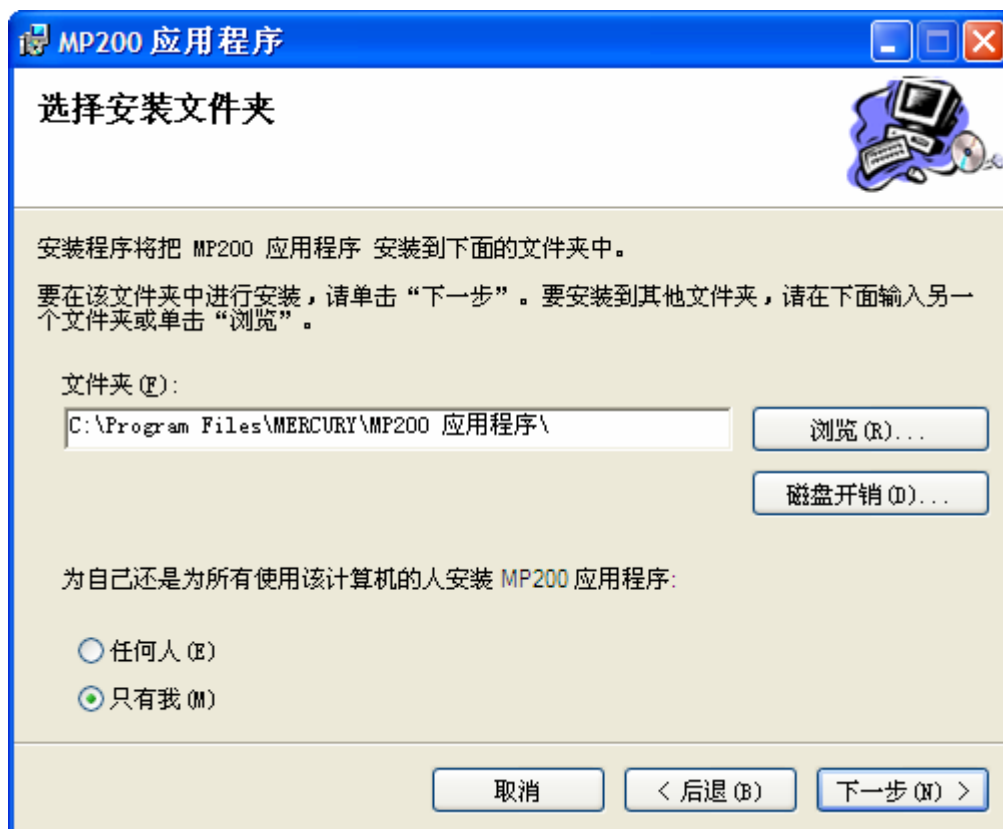 MP200 应用程序
选择安装文件夹
安装程序将把 MP200 应用程序 安装到下面的文件夹中。
要在该文件夹中进行安装，请单击“下一步”。要安装到其他文件夹，请在下面输入另一
个文件夹或单击“浏览”。
文件夹(F):
C:\Program Files\MERCURY\MP200 应用程序\
浏览(R)...
磁盘开销(D)...
为自己还是为所有使用该计算机的人安装 MP200 应用程序:
任何人(E)
只有我(M)
取消
< 后退(B)
下一步(N) >